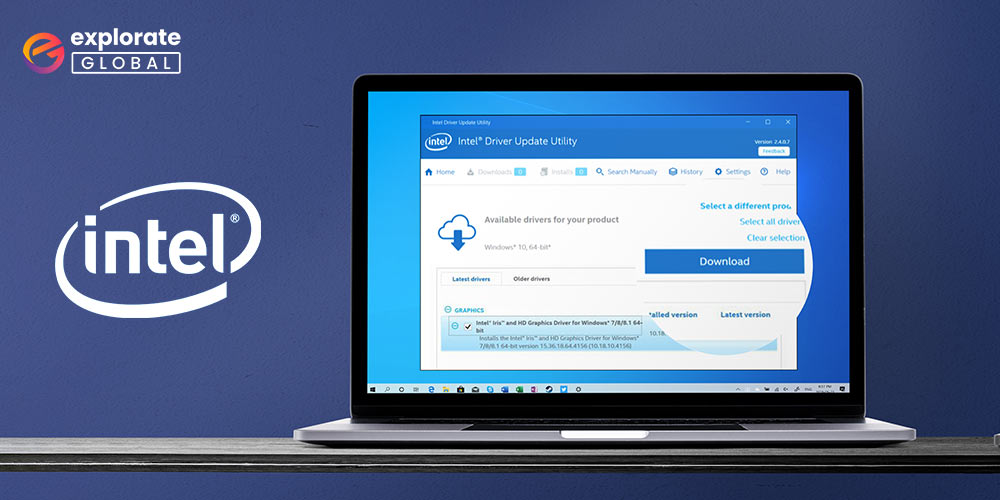 explorate
GLOBAL
intel®
Intel Driver Update Utility
intel
Intel® Driver Update Utility
Version 2.4.0.7
Feedback
Home
Downloads 0
Installs 0
Search Manually
History
Settings
Help
Available drivers for your product
Windows* 10, 64-bit*
Select a different prod
Select all driver
Clear selection
Download
Latest drivers
Older drivers
talled version
Latest version
10.18
GRAPHICS
Intel® Iris™ and HD Graphics Driver for Windows* 7/8/8.1 64-
bit
Installs the Intel® Iris™ and HD Graphics Driver for Windows*
7/8/8.1 64-bit version 15.36.18.64.4156 (10.18.10.4156)
ENG